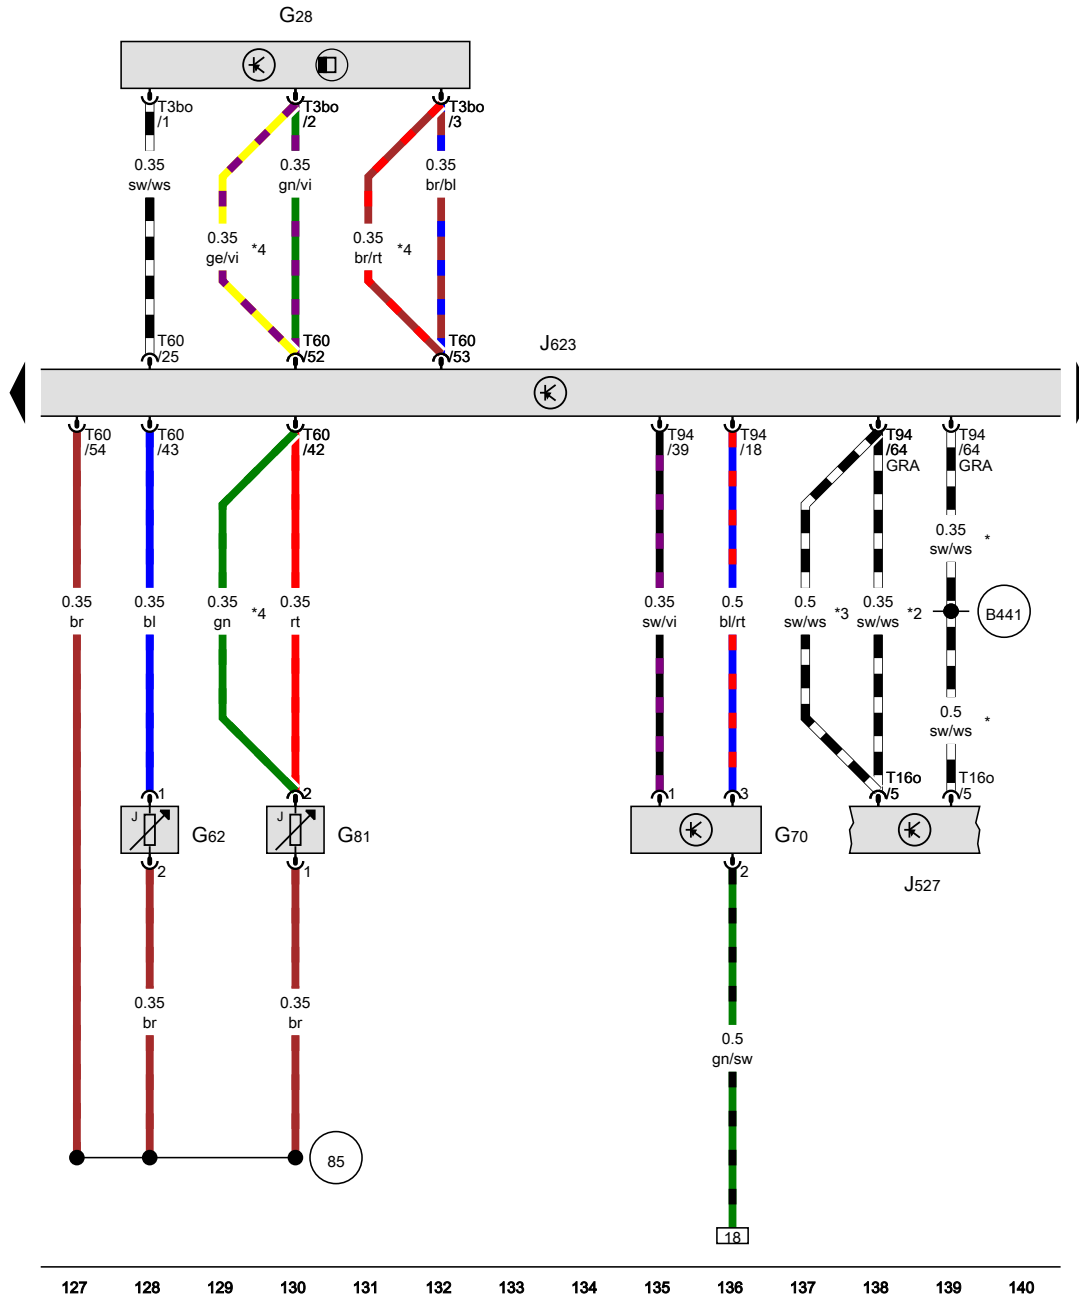 G28
T3bo
/1
T3bo
/2
T3bo
/3
0.35
sw/ws
0.35
gn/vi
0.35
br/bl
0.35
ge/vi
*4
0.35
br/rt
*4
T60
/25
T60
/52
T60
/53
J623
T60
/54
T60
/43
T60
/42
T94
/39
T94
/18
T94
/64
GRA
T94
/64
GRA
0.35
sw/ws
*
0.35
br
0.35
bl
0.35
gn
*4
0.35
rt
0.35
sw/vi
0.5
bl/rt
0.5
sw/ws
*3
0.35
sw/ws
*2
B441
0.5
sw/ws
*
1
2
1
3
T16o
/5
T16o
/5
J
G62
J
G81
G70
2
1
2
J527
0.35
br
0.35
br
0.5
gn/sw
85
18
127 128 129 130 131 132 133 134 135 136 137 138 139 140